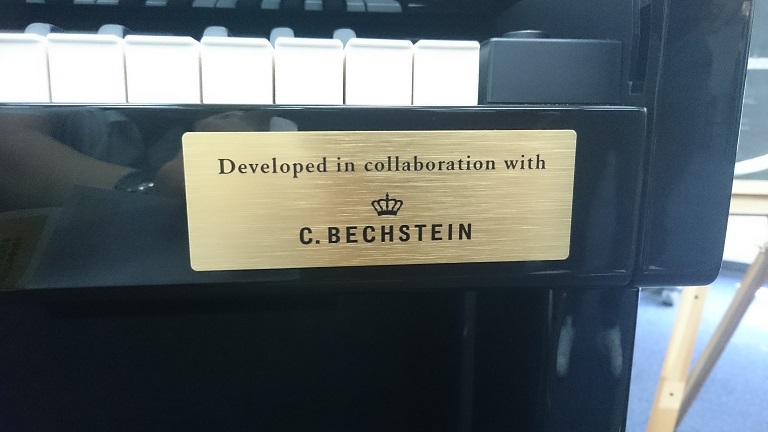 Developed in collaboration with
C. BECHSTEIN